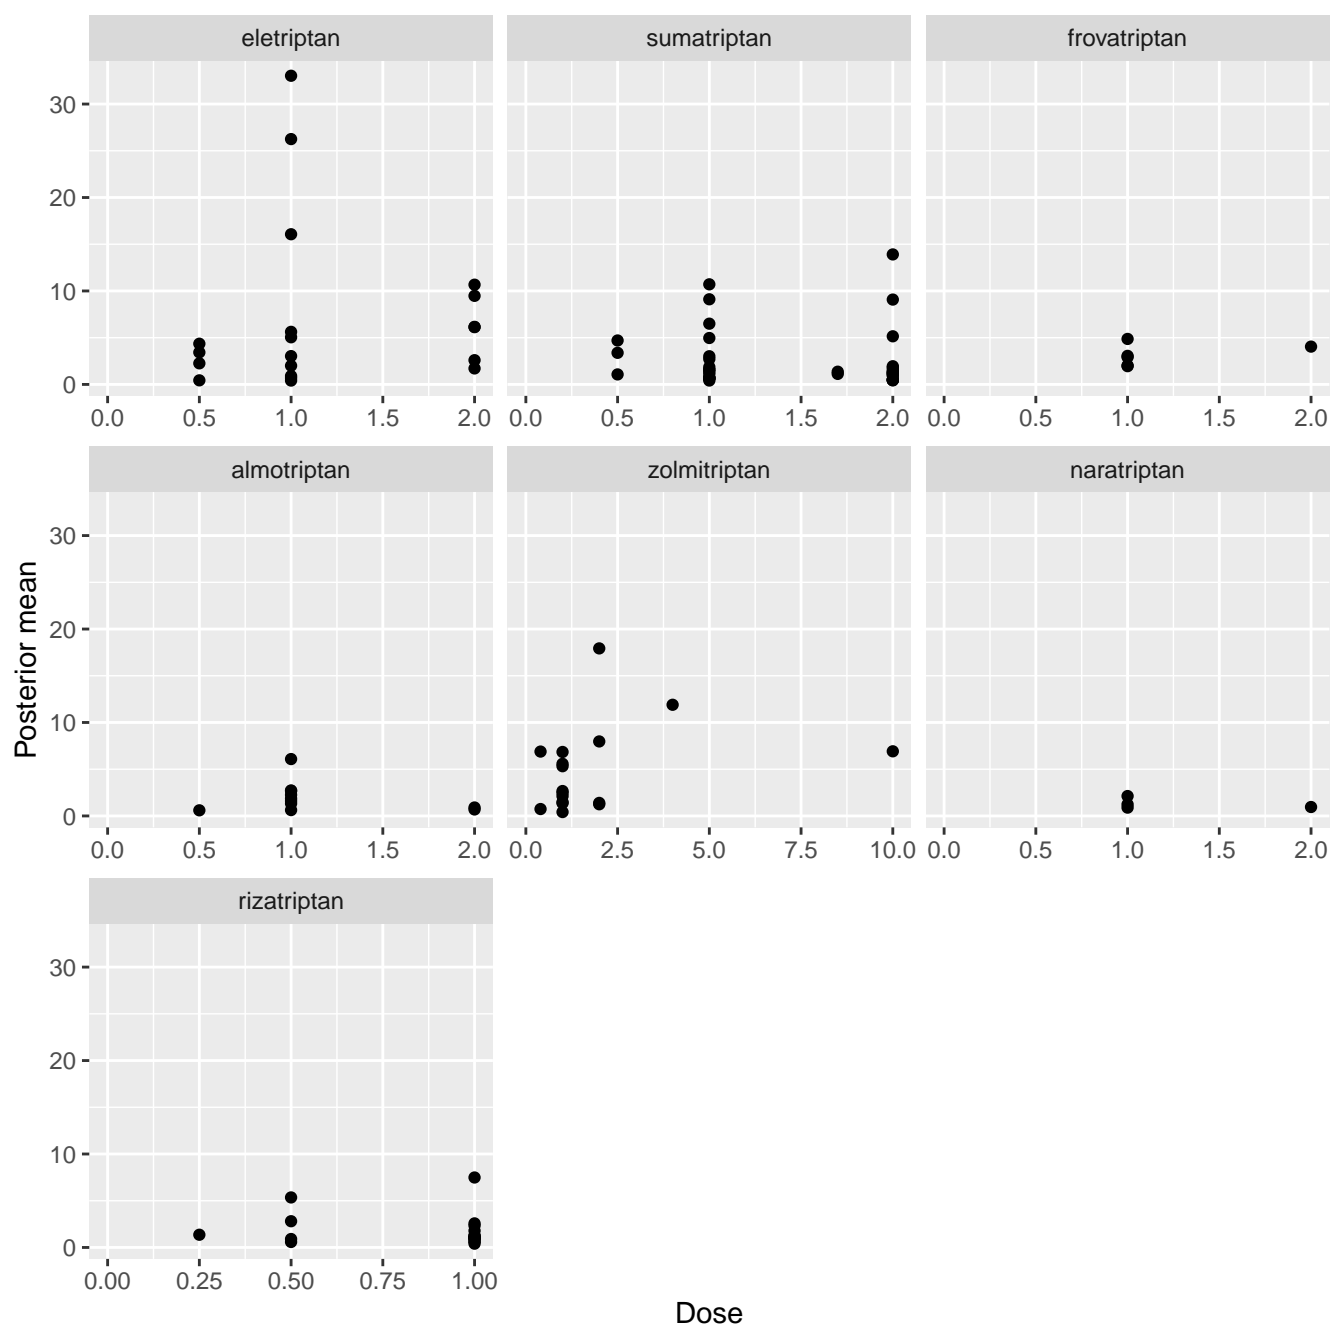 eletriptan sumatriptan frovatriptan
30
20
10
0
0.0 0.5 1.0 1.5 2.0 0.0 0.5 1.0 1.5 2.0 0.0 0.5 1.0 1.5 2.0
almotriptan zolmitriptan naratriptan
30
20
10
0
0.0 0.5 1.0 1.5 2.0 0.0 2.5 5.0 7.5 10.0 0.0 0.5 1.0 1.5 2.0
Posterior mean
rizatriptan
30
20
10
0
0.00 0.25 0.50 0.75 1.00
Dose